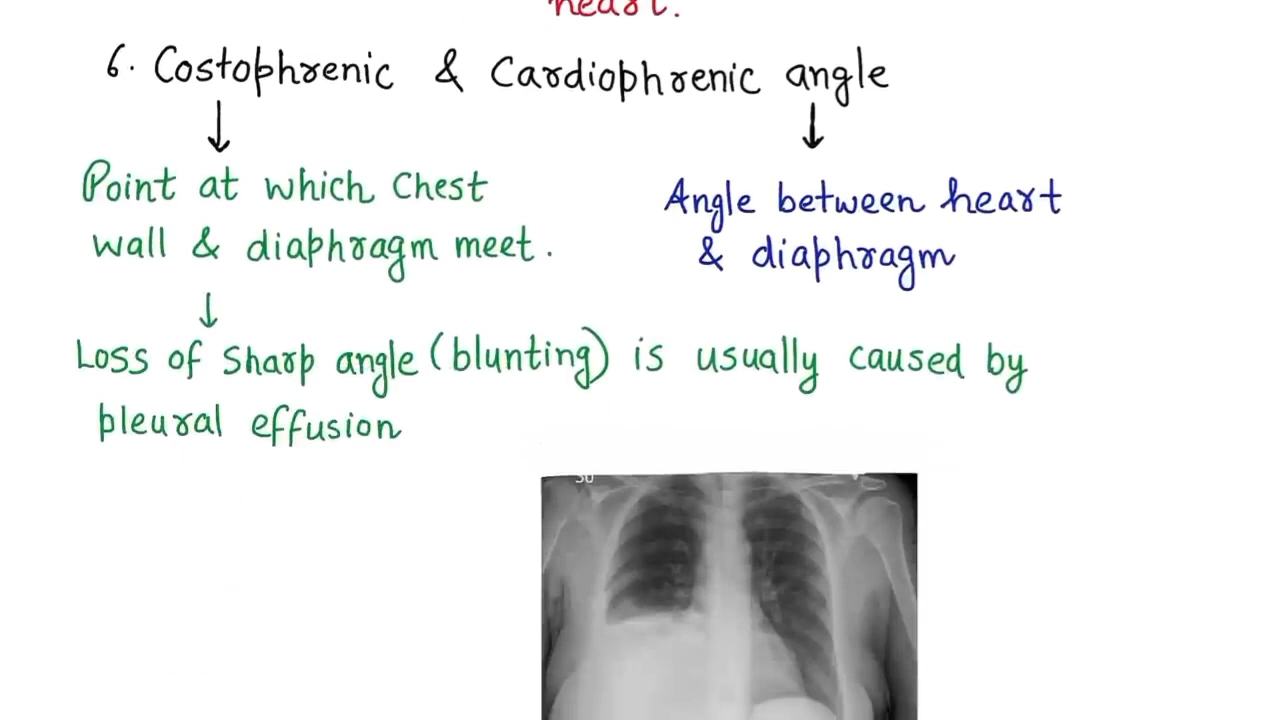 heart.
6. Costophrenic & Cardiophrenic angle
Point at which Chest
wall & diaphragm meet.
Angle between heart
& diaphragm
Loss of Sharp angle (blunting) is usually caused by
pleural effusion